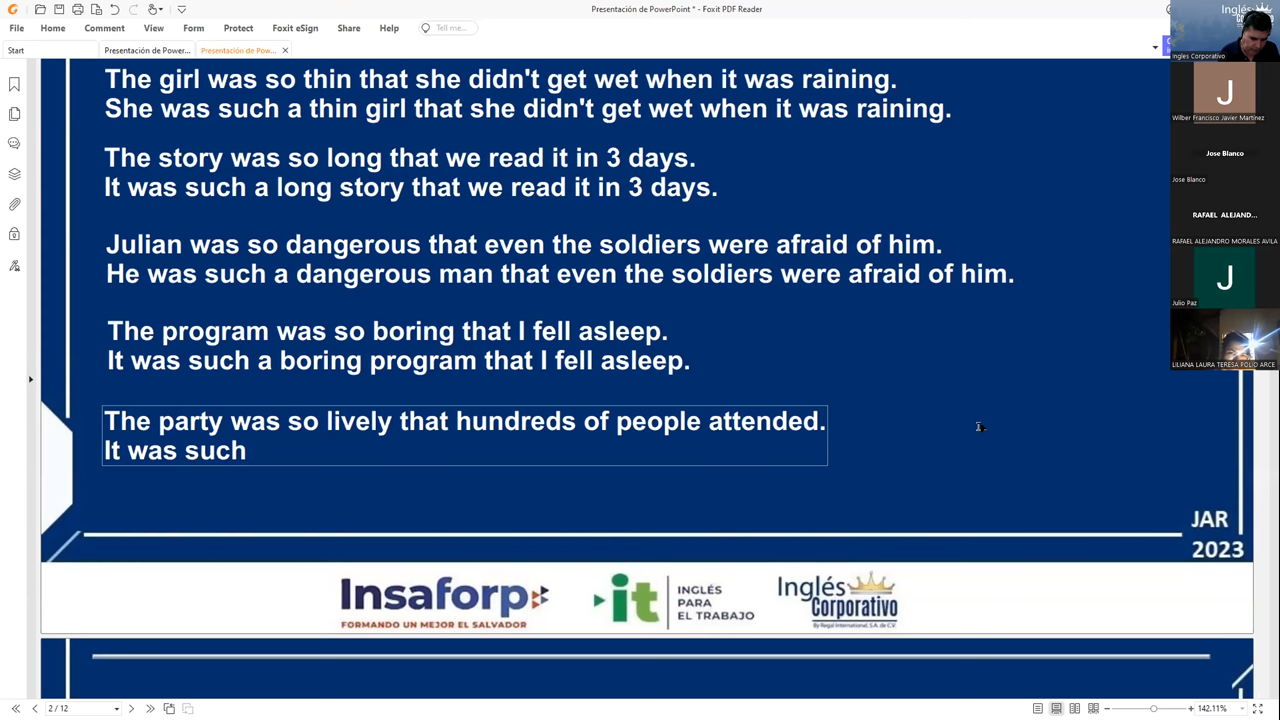 Presentación de PowerPoint * - Foxit PDF Reader
File Home Comment View Form Protect Foxit eSign Share Help Tell me...
Start Presentación de Power... Presentación de Pow...
The girl was so thin that she didn't get wet when it was raining.
She was such a thin girl that she didn't get wet when it was raining.
The story was so long that we read it in 3 days.
It was such a long story that we read it in 3 days.
Julian was so dangerous that even the soldiers were afraid of him.
He was such a dangerous man that even the soldiers were afraid of him.
The program was so boring that I fell asleep.
It was such a boring program that I fell asleep.
The party was so lively that hundreds of people attended.
It was such
JAR
2023
Insaforp
FORMANDO UN MEJOR EL SALVADOR
it
INGLÉS
PARA
EL TRABAJO
Inglés
Corporativo
By Regal International, S.A. de C.V.
2 / 12
142.11%
Inglés
Corporativo
Ingles Corporativo
J
Wilber Francisco Javier Martinez
Jose Blanco
Jose Blanco
RAFAEL ALEJAND...
RAFAEL ALEJANDRO MORALES AVILA
J
Julio Paz
LILIANA LAURA TERESA POLIO ARCE